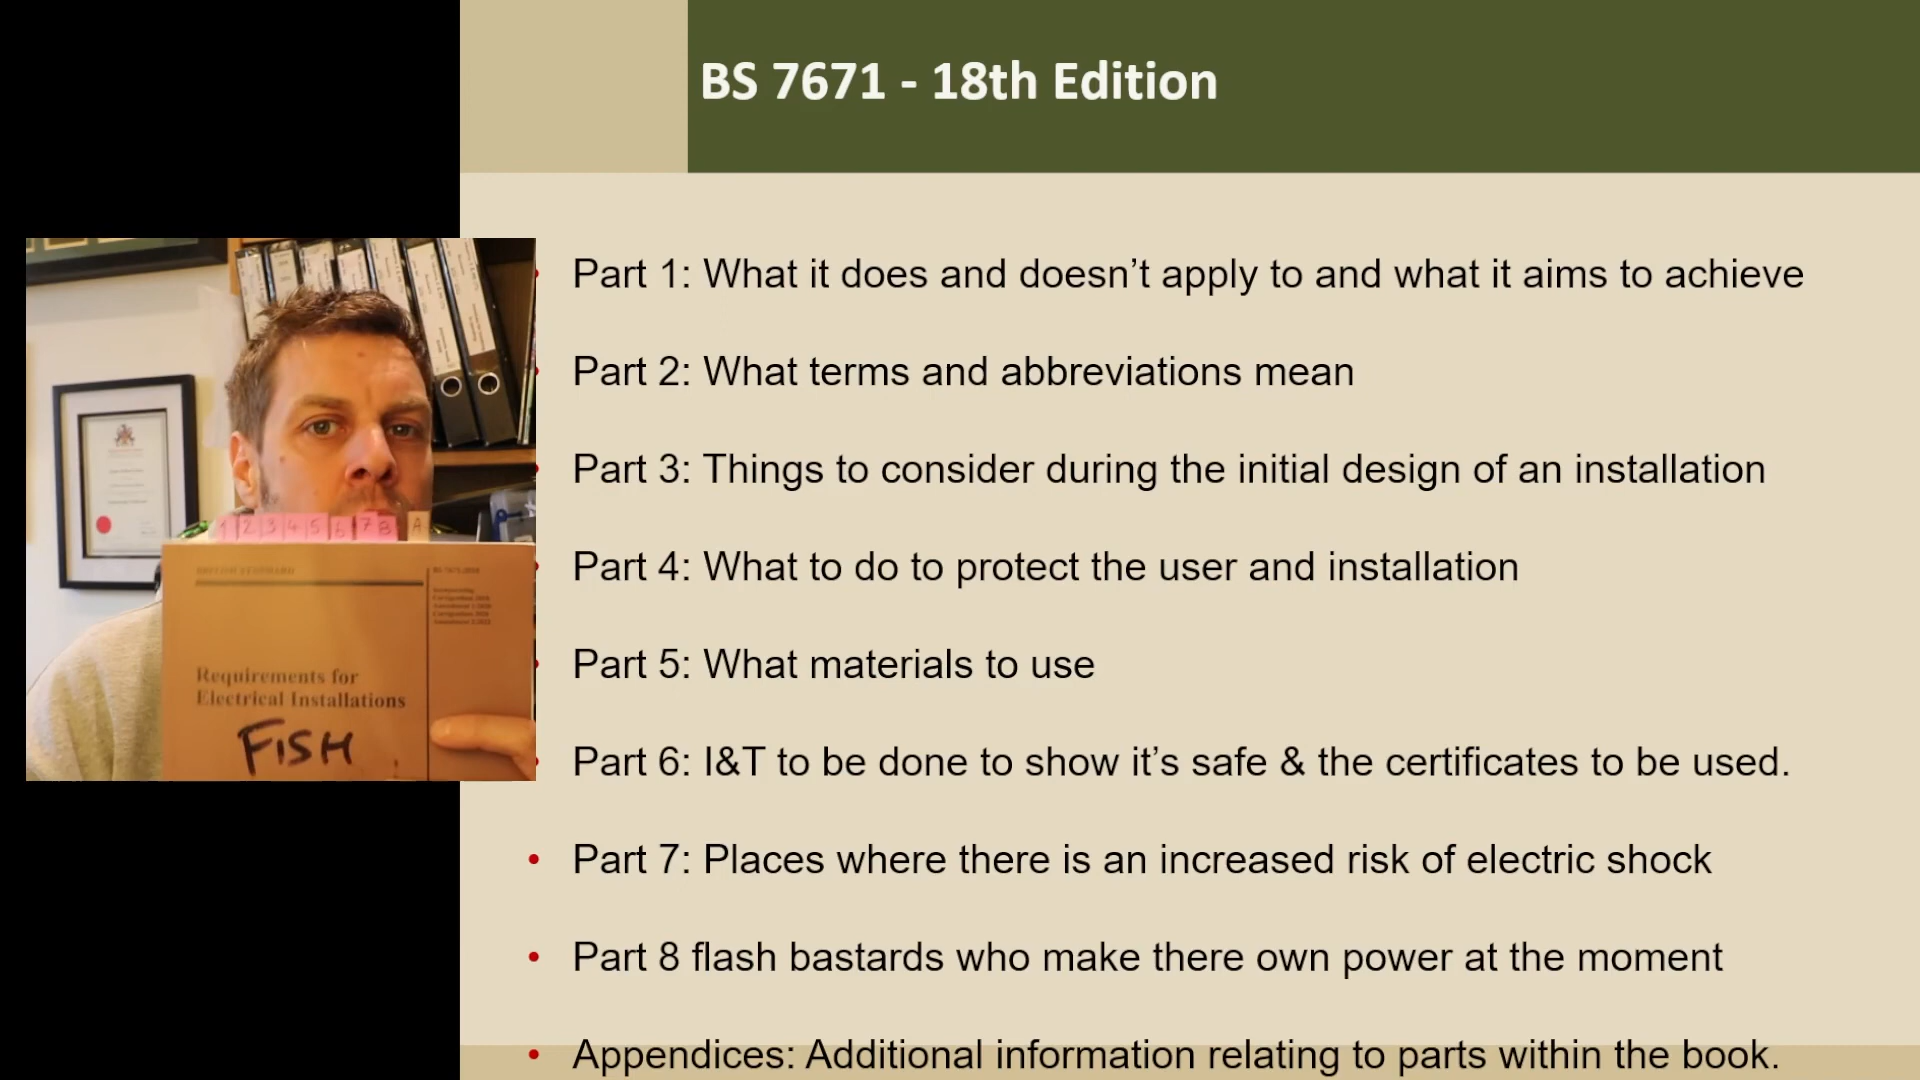 BS 7671 - 18th Edition
Part 1: What it does and doesn’t apply to and what it aims to achieve
Part 2: What terms and abbreviations mean
Part 3: Things to consider during the initial design of an installation
Part 4: What to do to protect the user and installation
Part 5: What materials to use
Part 6: I&T to be done to show it’s safe & the certificates to be used.
Part 7: Places where there is an increased risk of electric shock
Part 8 flash bastards who make there own power at the moment
Appendices: Additional information relating to parts within the book.
1 2 3 4 5 6 7 8 A
BRITISH STANDARD
Requirements for
Electrical Installations
FISH